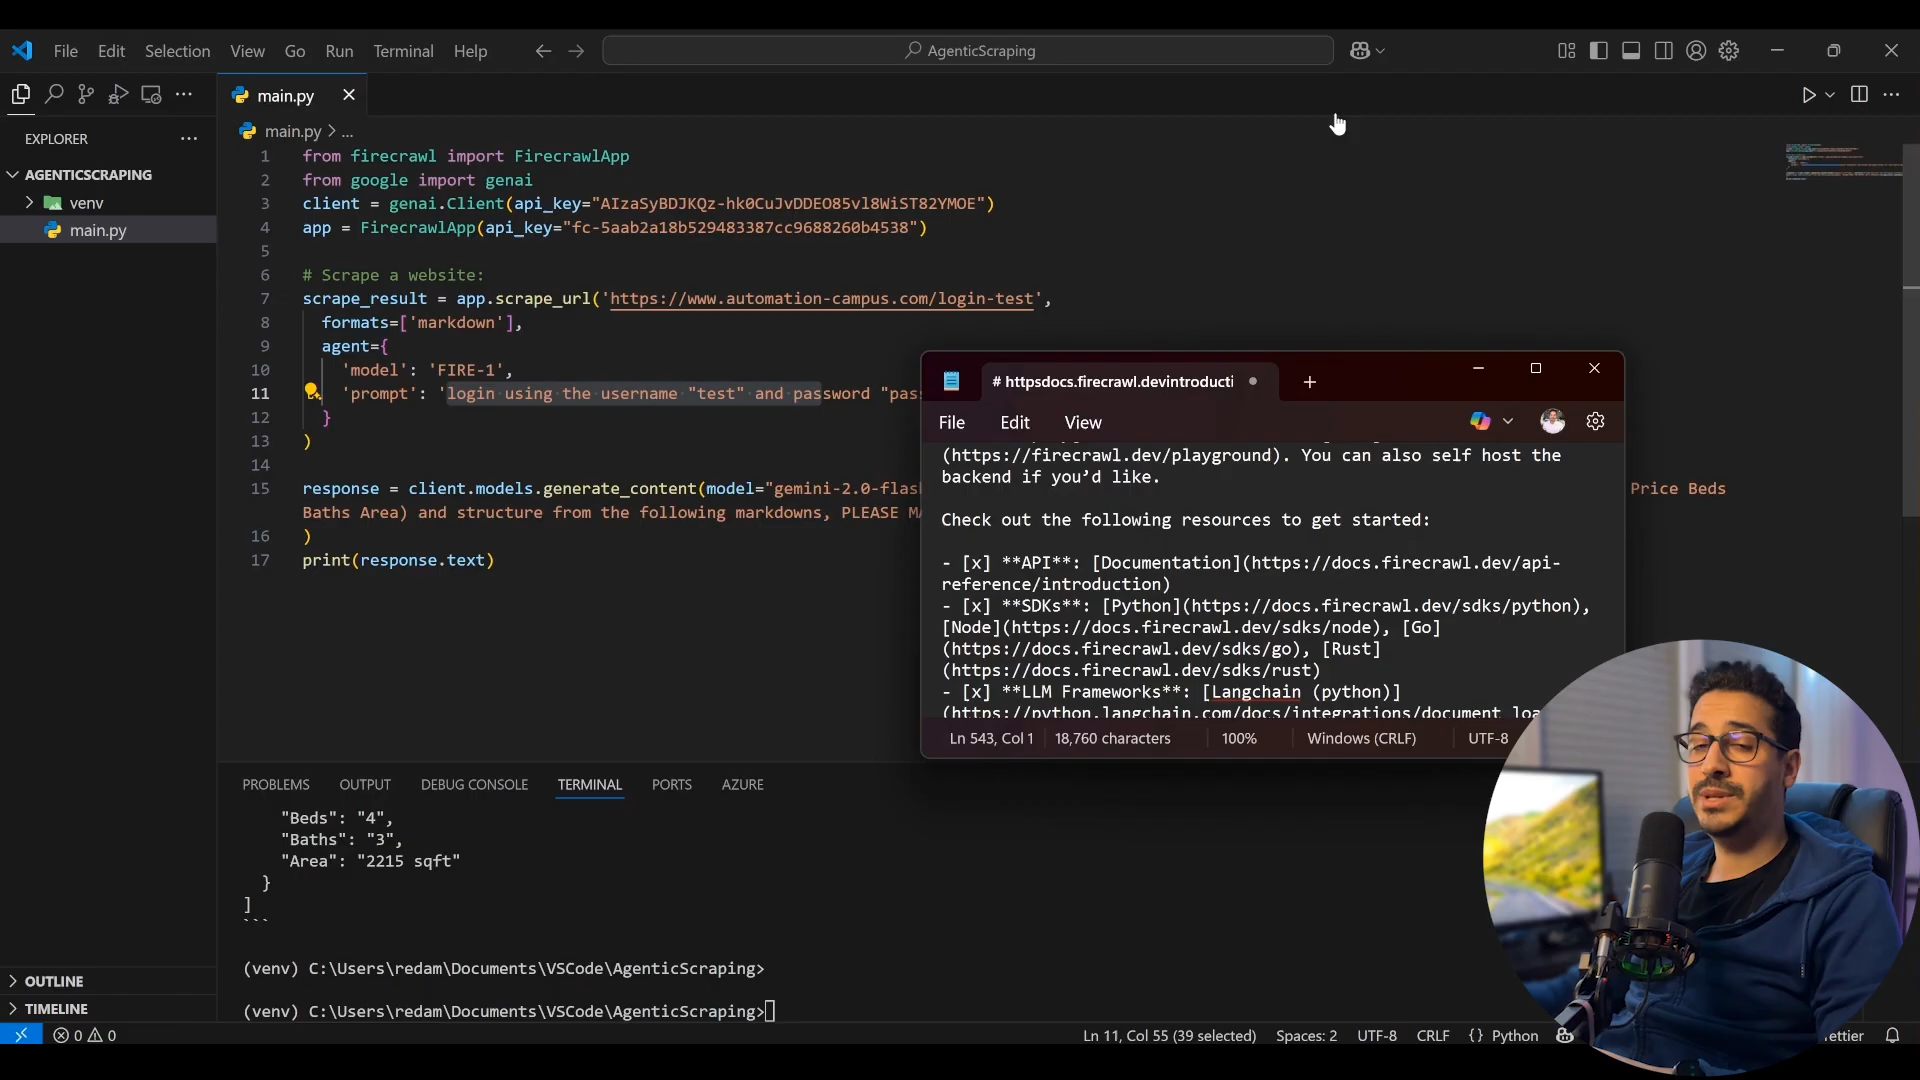 File Edit Selection View Go Run Terminal Help
AgenticScraping
EXPLORER
AGENTICSCRAPING
venv
main.py
OUTLINE
TIMELINE
main.py
main.py > ...
1 from firecrawl import FirecrawlApp
2 from google import genai
3 client = genai.Client(api_key="AIzaSyBDJKQz-hk0CuJvDDEO85vl8WiST82YMOE")
4 app = FirecrawlApp(api_key="fc-5aab2a18b529483387cc9688260b4538")
5
6 # Scrape a website:
7 scrape_result = app.scrape_url('https://www.automation-campus.com/login-test',
8 formats=['markdown'],
9 agent={
10 'model': 'FIRE-1',
11 'prompt': 'login using the username "test" and password "pas
12 }
13 )
14
15 response = client.models.generate_content(model="gemini-2.0-flas Price Beds
Baths Area) and structure from the following markdowns, PLEASE MA
16 )
17 print(response.text)
# httpsdocs.firecrawl.devintroducti
File Edit View
(https://firecrawl.dev/playground). You can also self host the
backend if you’d like.
Check out the following resources to get started:
- [x] **API**: [Documentation](https://docs.firecrawl.dev/api-
reference/introduction)
- [x] **SDKs**: [Python](https://docs.firecrawl.dev/sdks/python),
[Node](https://docs.firecrawl.dev/sdks/node), [Go]
(https://docs.firecrawl.dev/sdks/go), [Rust]
(https://docs.firecrawl.dev/sdks/rust)
- [x] **LLM Frameworks**: [Langchain (python)]
(https://python.langchain.com/docs/integrations/document_loa
Ln 543, Col 1 18,760 characters 100% Windows (CRLF) UTF-8
PROBLEMS OUTPUT DEBUG CONSOLE TERMINAL PORTS AZURE
"Beds": "4",
"Baths": "3",
"Area": "2215 sqft"
}
]
```
(venv) C:\Users\redam\Documents\VSCode\AgenticScraping>
(venv) C:\Users\redam\Documents\VSCode\AgenticScraping>
0 0 Ln 11, Col 55 (39 selected) Spaces: 2 UTF-8 CRLF {} Python ettier